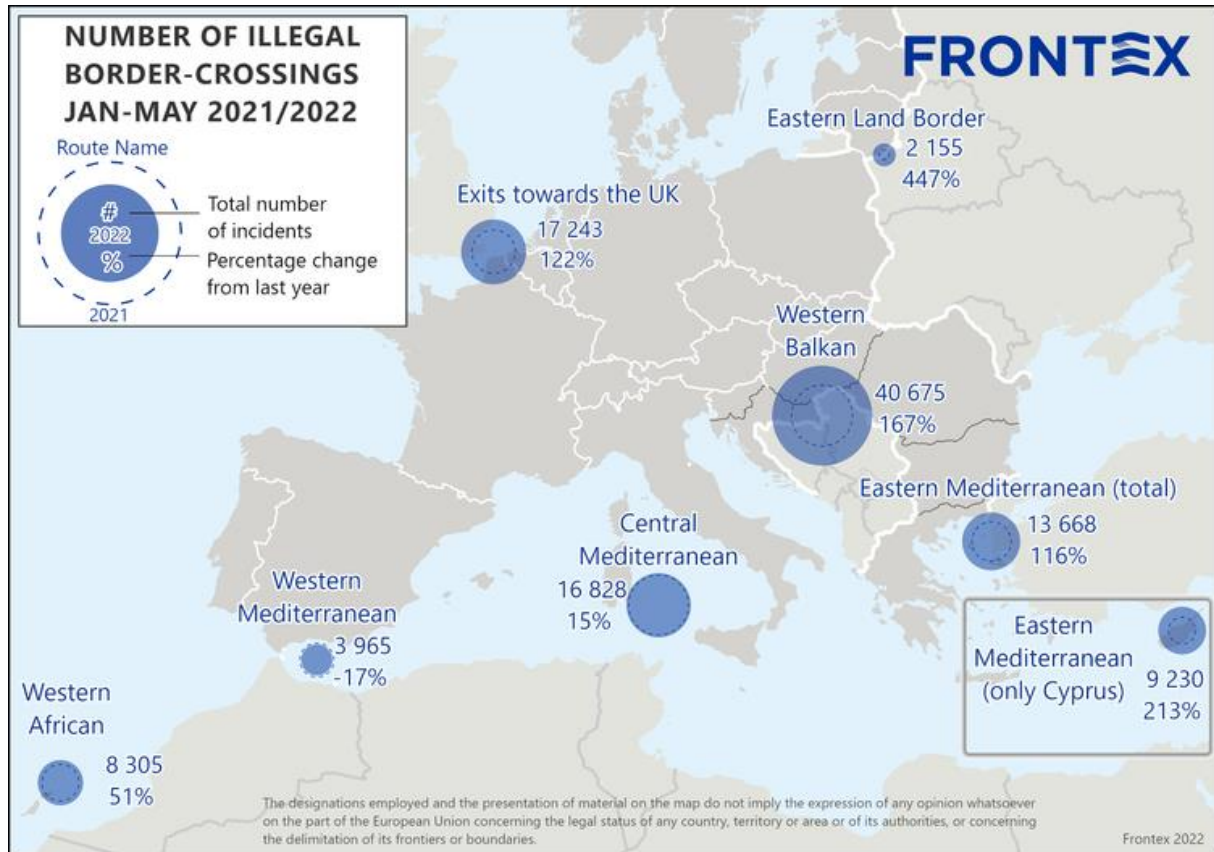 NUMBER OF ILLEGAL
BORDER-CROSSINGS
JAN-MAY 2021/2022
Route Name
#
2022
%
Total number
of incidents
Percentage change
from last year
2021
FRONTEX
Eastern Land Border
2 155
447%
Exits towards the UK
17 243
122%
Western
Balkan
40 675
167%
Eastern Mediterranean (total)
13 668
116%
Central
Mediterranean
16 828
15%
Western
Mediterranean
3 965
-17%
Eastern
Mediterranean
(only Cyprus)
9 230
213%
Western
African
8 305
51%
The designations employed and the presentation of material on the map do not imply the expression of any opinion whatsoever
on the part of the European Union concerning the legal status of any country, territory or area or of its authorities, or concerning
the delimitation of its frontiers or boundaries.
Frontex 2022